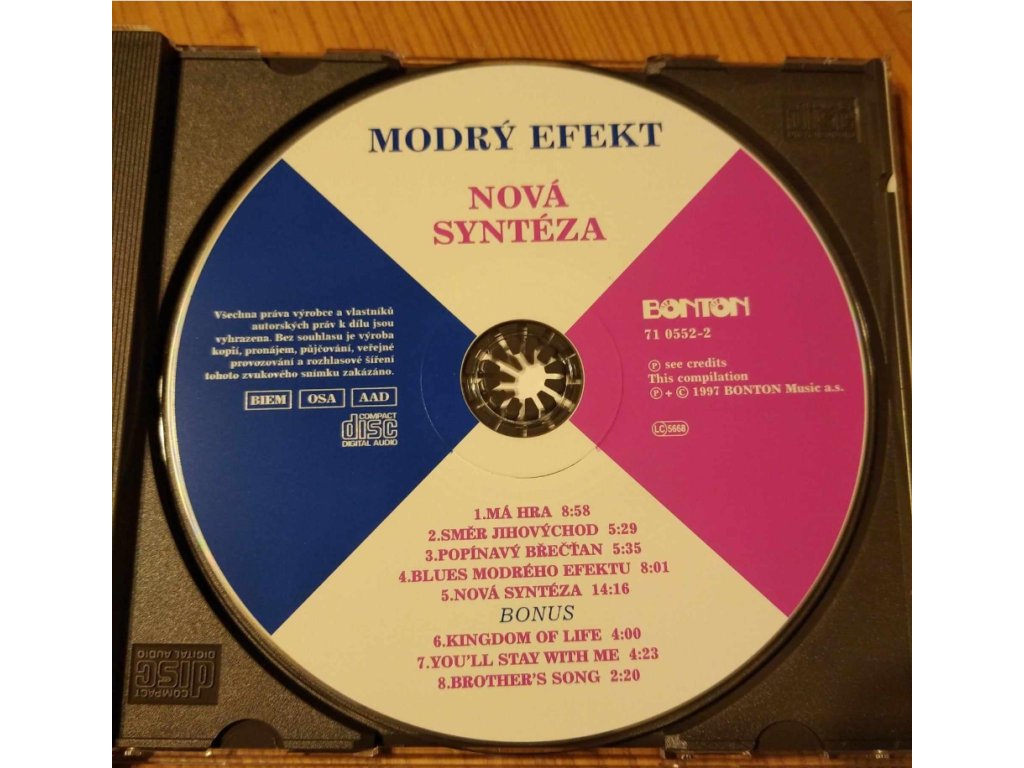 MODRÝ EFEKT
NOVÁ
SYNTÉZA
Všechna práva výrobce a vlastníků
autorských práv k dílu jsou
vyhrazena. Bez souhlasu je výroba
kopií, pronájem, půjčování, veřejné
provozování a rozhlasové šíření
tohoto zvukového snímku zakázáno.
BIEM OSA AAD
COMPACT
disc
DIGITAL AUDIO
BONTON
71 0552-2
Ⓟ see credits
This compilation
Ⓟ + © 1997 BONTON Music a.s.
LC 5668
1.MÁ HRA 8:58
2.SMĚR JIHOVÝCHOD 5:29
3.POPÍNAVÝ BŘEČŤAN 5:35
4.BLUES MODRÉHO EFEKTU 8:01
5.NOVÁ SYNTÉZA 14:16
BONUS
6.KINGDOM OF LIFE 4:00
7.YOU'LL STAY WITH ME 4:23
8.BROTHER'S SONG 2:20
COMPACT
disc
DIGITAL AUDIO